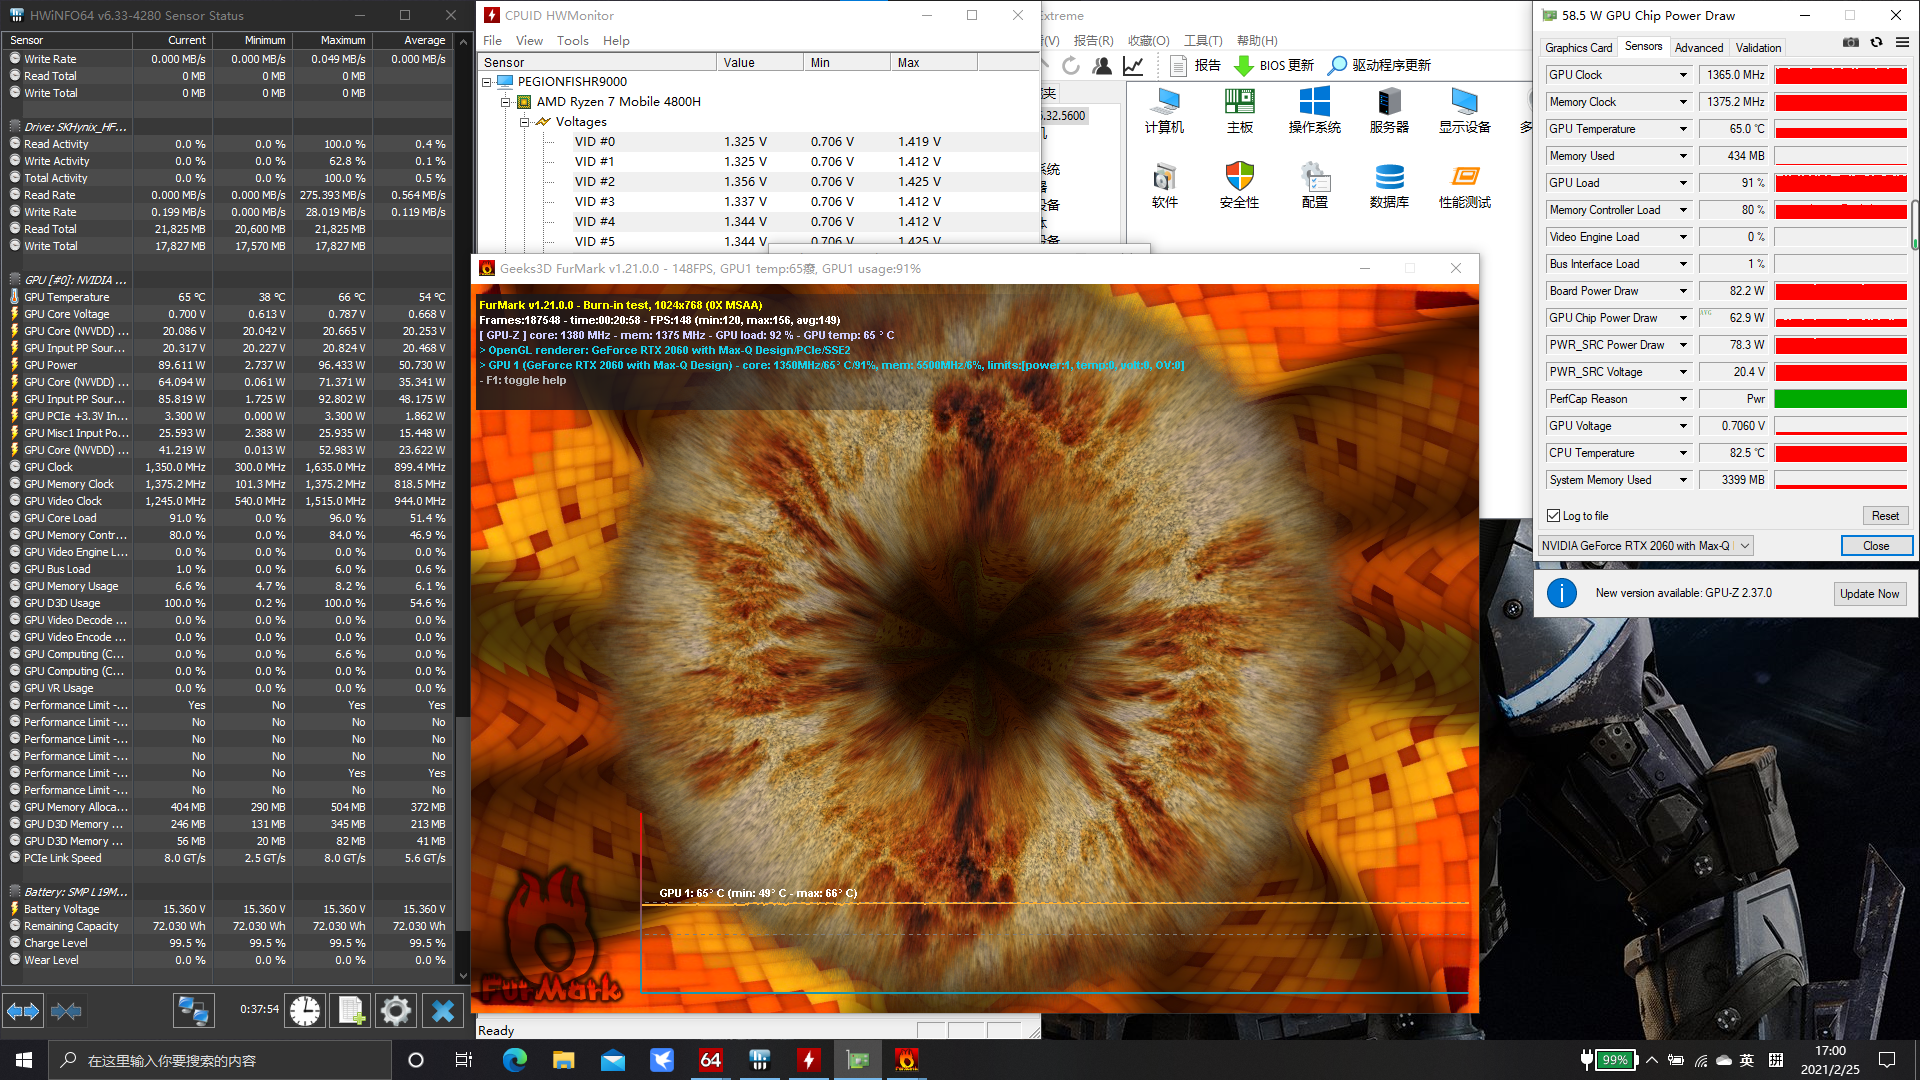 HWiNFO64 v6.33-4280 Sensor Status
Sensor Current Minimum Maximum Average
Write Rate 0.000 MB/s 0.000 MB/s 0.049 MB/s 0.000 MB/s
Read Total 0 MB 0 MB 0 MB
Write Total 0 MB 0 MB 0 MB
Drive: SKHynix_HF...
Read Activity 0.0 % 0.0 % 100.0 % 0.4 %
Write Activity 0.0 % 0.0 % 62.8 % 0.1 %
Total Activity 0.0 % 0.0 % 100.0 % 0.5 %
Read Rate 0.000 MB/s 0.000 MB/s 275.393 MB/s 0.564 MB/s
Write Rate 0.199 MB/s 0.000 MB/s 28.019 MB/s 0.119 MB/s
Read Total 21,825 MB 20,600 MB 21,825 MB
Write Total 17,827 MB 17,570 MB 17,827 MB
GPU [#0]: NVIDIA ...
GPU Temperature 65 °C 38 °C 66 °C 54 °C
GPU Core Voltage 0.700 V 0.613 V 0.787 V 0.668 V
GPU Core (NVVDD) ... 20.086 V 20.042 V 20.665 V 20.253 V
GPU Input PP Sour... 20.317 V 20.227 V 20.824 V 20.468 V
GPU Power 89.611 W 2.737 W 96.433 W 50.730 W
GPU Core (NVVDD) ... 64.094 W 0.061 W 71.371 W 35.341 W
GPU Input PP Sour... 85.819 W 1.725 W 92.802 W 48.175 W
GPU PCIe +3.3V In... 3.300 W 0.000 W 3.300 W 1.862 W
GPU Misc1 Input Po... 25.593 W 2.388 W 25.935 W 15.448 W
GPU Core (NVVDD) ... 41.219 W 0.013 W 52.983 W 23.622 W
GPU Clock 1,350.0 MHz 300.0 MHz 1,635.0 MHz 899.4 MHz
GPU Memory Clock 1,375.2 MHz 101.3 MHz 1,375.2 MHz 818.5 MHz
GPU Video Clock 1,245.0 MHz 540.0 MHz 1,515.0 MHz 944.0 MHz
GPU Core Load 91.0 % 0.0 % 96.0 % 51.4 %
GPU Memory Contr... 80.0 % 0.0 % 84.0 % 46.9 %
GPU Video Engine L... 0.0 % 0.0 % 0.0 % 0.0 %
GPU Bus Load 1.0 % 0.0 % 6.0 % 0.6 %
GPU Memory Usage 6.6 % 4.7 % 8.2 % 6.1 %
GPU D3D Usage 100.0 % 0.2 % 100.0 % 54.6 %
GPU Video Decode ... 0.0 % 0.0 % 0.0 % 0.0 %
GPU Video Encode ... 0.0 % 0.0 % 0.0 % 0.0 %
GPU Computing (C... 0.0 % 0.0 % 6.6 % 0.0 %
GPU Computing (C... 0.0 % 0.0 % 0.0 % 0.0 %
GPU VR Usage 0.0 % 0.0 % 0.0 % 0.0 %
Performance Limit -... Yes No Yes Yes
Performance Limit -... No No No No
Performance Limit -... No No No No
Performance Limit -... No No No No
Performance Limit -... No No Yes Yes
Performance Limit -... No No No No
GPU Memory Alloca... 404 MB 290 MB 504 MB 372 MB
GPU D3D Memory ... 246 MB 131 MB 345 MB 213 MB
GPU D3D Memory ... 56 MB 20 MB 82 MB 41 MB
PCIe Link Speed 8.0 GT/s 2.5 GT/s 8.0 GT/s 5.6 GT/s
Battery: SMP L19M...
Battery Voltage 15.360 V 15.360 V 15.360 V 15.360 V
Remaining Capacity 72.030 Wh 72.030 Wh 72.030 Wh 72.030 Wh
Charge Level 99.5 % 99.5 % 99.5 % 99.5 %
Wear Level 0.0 % 0.0 % 0.0 % 0.0 %
0:37:54
CPUID HWMonitor
File View Tools Help
Sensor Value Min Max
PEGIONFISHR9000
AMD Ryzen 7 Mobile 4800H
Voltages
VID #0 1.325 V 0.706 V 1.419 V
VID #1 1.325 V 0.706 V 1.412 V
VID #2 1.356 V 0.706 V 1.425 V
VID #3 1.337 V 0.706 V 1.412 V
VID #4 1.344 V 0.706 V 1.412 V
VID #5 1.344 V 0.706 V 1.425 V
Ready
Extreme
(V) 报告(R) 收藏(O) 工具(T) 帮助(H)
报告 BIOS 更新 驱动程序更新
.32.5600
计算机 主板 操作系统 服务器 显示设备
软件 安全性 配置 数据库 性能测试
Geeks3D FurMark v1.21.0.0 - 148FPS, GPU1 temp:65癈, GPU1 usage:91%
FurMark v1.21.0.0 - Burn-in test, 1024x768 (0X MSAA)
Frames:187548 - time:00:20:58 - FPS:148 (min:120, max:156, avg:149)
[ GPU-Z ] core: 1380 MHz - mem: 1375 MHz - GPU load: 92 % - GPU temp: 65 ° C
> OpenGL renderer: GeForce RTX 2060 with Max-Q Design/PCIe/SSE2
> GPU 1 (GeForce RTX 2060 with Max-Q Design) - core: 1350MHz/65° C/91%, mem: 5500MHz/6%, limits:[power:1, temp:0, volt:0, OV:0]
- F1: toggle help
GPU 1: 65° C (min: 49° C - max: 66° C)
FurMark
58.5 W GPU Chip Power Draw
Graphics Card Sensors Advanced Validation
GPU Clock 1365.0 MHz
Memory Clock 1375.2 MHz
GPU Temperature 65.0 °C
Memory Used 434 MB
GPU Load 91 %
Memory Controller Load 80 %
Video Engine Load 0 %
Bus Interface Load 1 %
Board Power Draw 82.2 W
GPU Chip Power Draw 62.9 W AVG
PWR_SRC Power Draw 78.3 W
PWR_SRC Voltage 20.4 V
PerfCap Reason Pwr
GPU Voltage 0.7060 V
CPU Temperature 82.5 °C
System Memory Used 3399 MB
Log to file Reset
NVIDIA GeForce RTX 2060 with Max-Q Close
New version available: GPU-Z 2.37.0 Update Now
在这里输入你要搜索的内容
64
99%
英
拼
17:00
2021/2/25